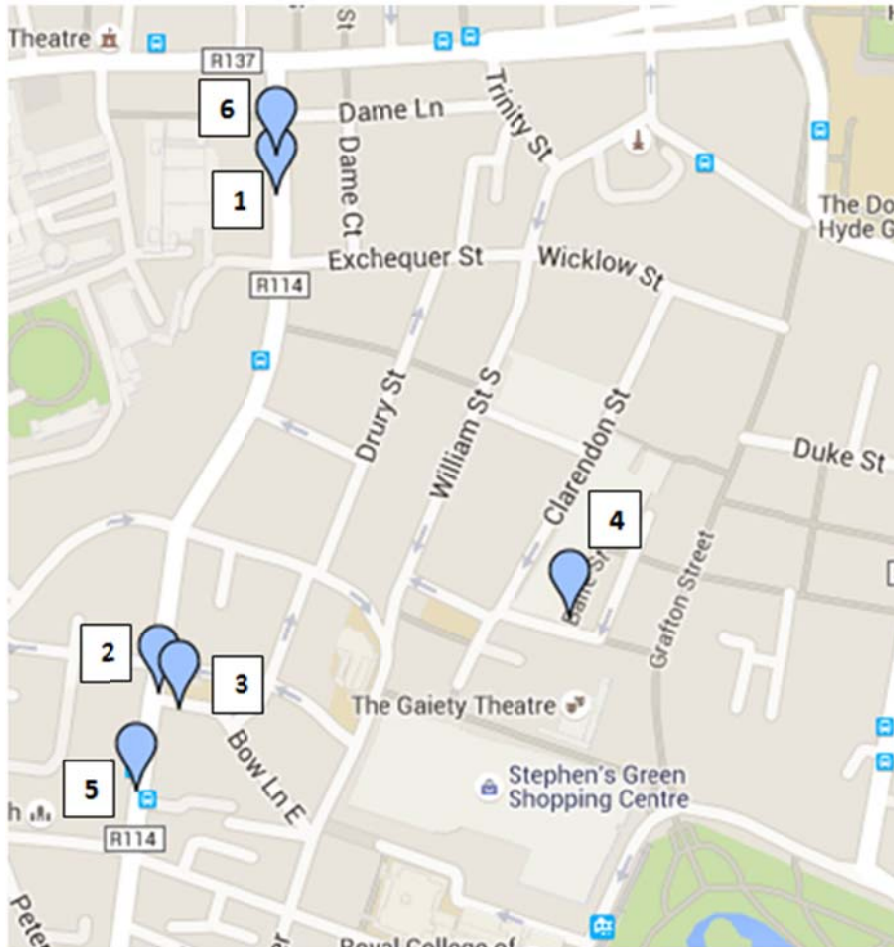 Theatre
St
R137
6
Dame Ln
Trinity St
1
Dame Ct
The Do
Hyde G
Exchequer St
Wicklow St
R114
Drury St
William St S
Clarendon St
Duke St
4
Grafton Street
2
3
The Gaiety Theatre
Bow Ln E
Stephen's Green
Shopping Centre
5
h
R114
Peter
Royal College of